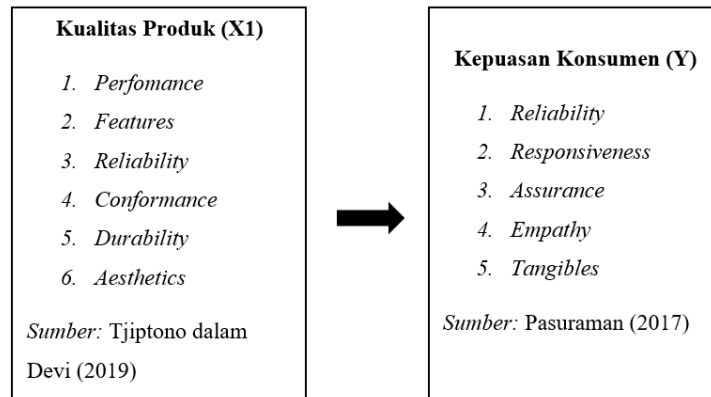 Kualitas Produk (X1)
1. Perfomance
2. Features
3. Reliability
4. Conformance
5. Durability
6. Aesthetics
Sumber: Tjiptono dalam
Devi (2019)
Kepuasan Konsumen (Y)
1. Reliability
2. Responsiveness
3. Assurance
4. Empathy
5. Tangibles
Sumber: Pasuraman (2017)